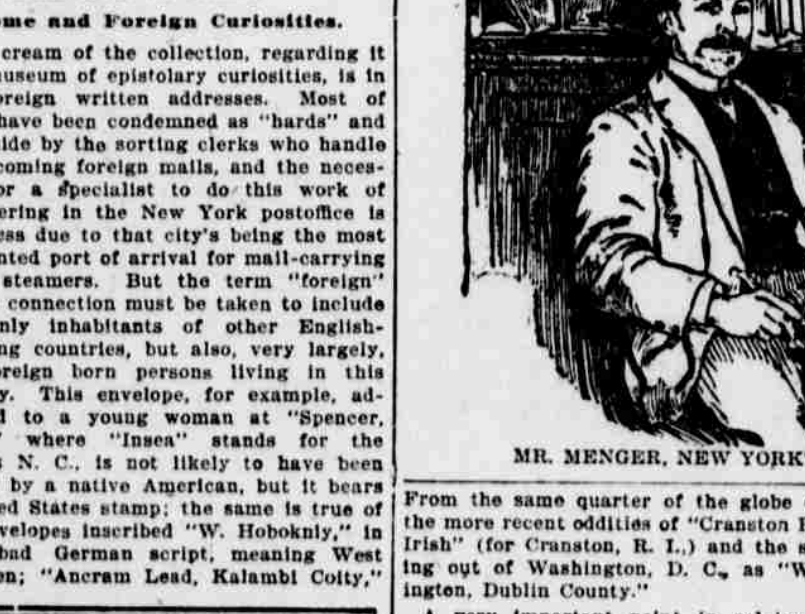 me and Foreign Curiosities.
cream of the collection, regarding it
useum of epistolary curiosities, is in
reign written addresses. Most of
have been condemned as "hards" and
ide by the sorting clerks who handle
coming foreign mails, and the neces-
or a specialist to do this work of
ering in the New York postoffice is
ess due to that city's being the most
nted port of arrival for mail-carrying
steamers. But the term "foreign"
connection must be taken to include
nly inhabitants of other English-
ng countries, but also, very largely,
oreign born persons living in this
y. This envelope, for example, ad-
d to a young woman at "Spencer,
" where "Insea" stands for the
s N. C., is not likely to have been
by a native American, but it bears
ed States stamp; the same is true of
velopes inscribed "W. Hobokniy," in
bad German script, meaning West
en; "Ancram Lead, Kalambi Coity,"
MR. MENGER, NEW YORK
From the same quarter of the globe
the more recent oddities of "Cranston
Irish" (for Cranston, R. I.,) and the s
ing out of Washington, D. C., as "W
ington, Dublin County."